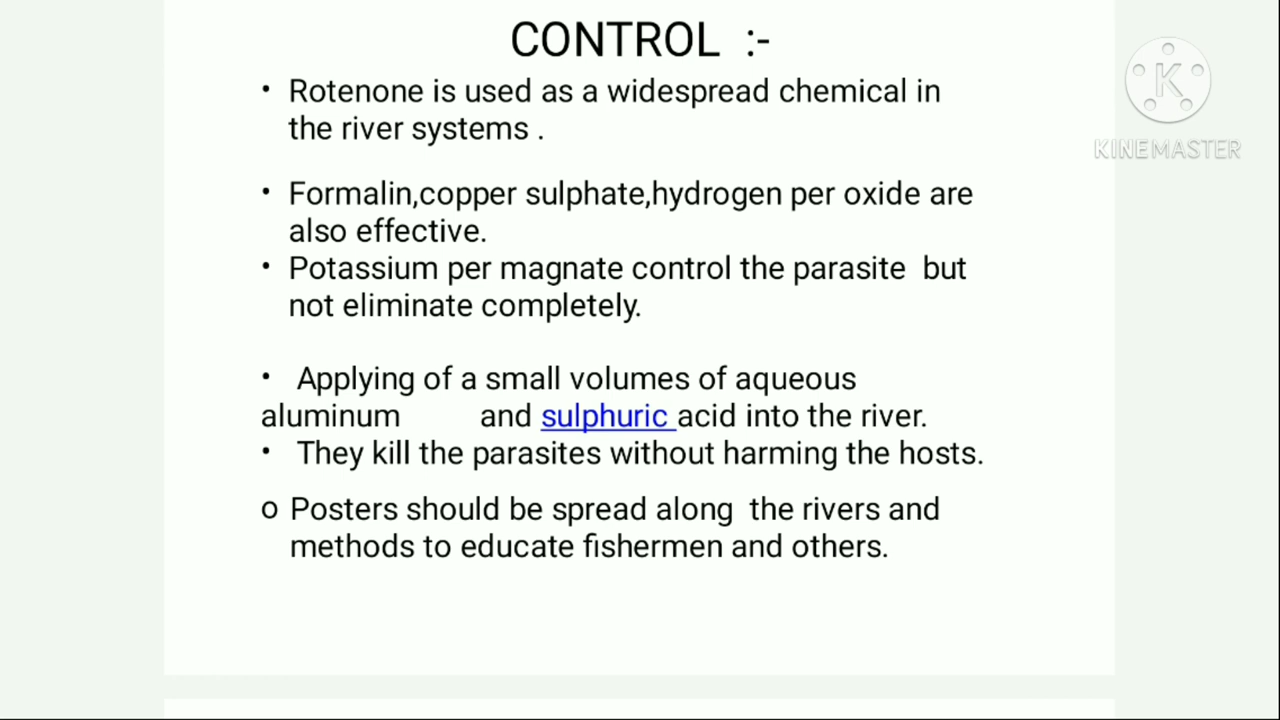 CONTROL :-
• Rotenone is used as a widespread chemical in
the river systems .
• Formalin,copper sulphate,hydrogen per oxide are
also effective.
• Potassium per magnate control the parasite but
not eliminate completely.
• Applying of a small volumes of aqueous
aluminum and sulphuric acid into the river.
• They kill the parasites without harming the hosts.
o Posters should be spread along the rivers and
methods to educate fishermen and others.
K
KINEMASTER